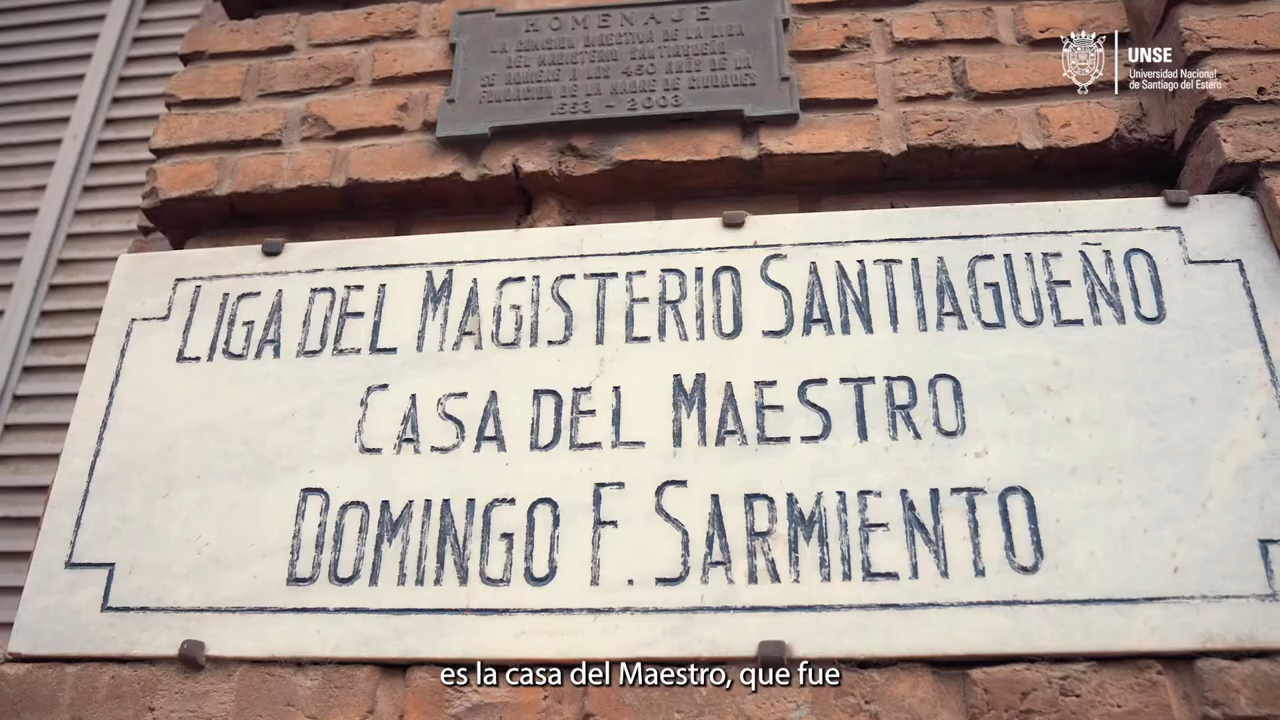 HOMENAJE
LA COMISION DIRECTIVA DE LA LIGA
DEL MAGISTERIO SANTIAGUEÑO
SE ADHIERE A LOS 450 AÑOS DE LA
FUNDACION DE LA MADRE DE CIUDADES
1553 - 2003
UNSE
Universidad Nacional
de Santiago del Estero
LIGA DEL MAGISTERIO SANTIAGUEÑO
CASA DEL MAESTRO
DOMINGO F. SARMIENTO
es la casa del Maestro, que fue